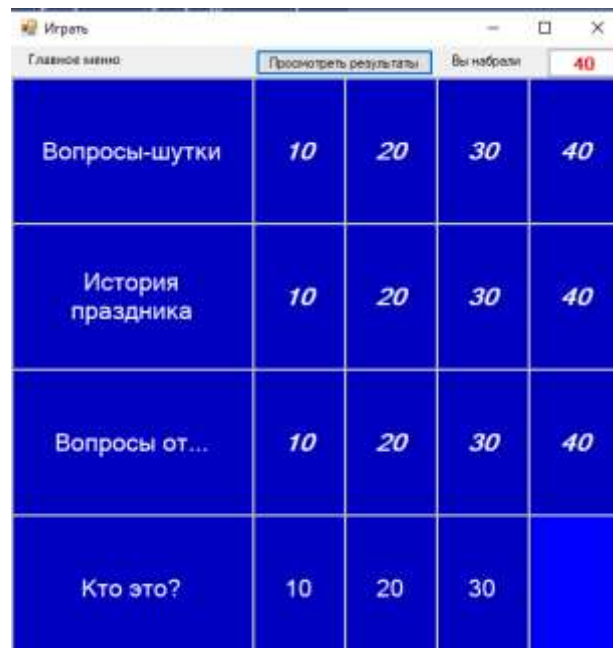 Играть
Главное меню
Просмотреть результаты
Вы набрали
40
Вопросы-шутки 10 20 30 40
История
праздника 10 20 30 40
Вопросы от... 10 20 30 40
Кто это? 10 20 30